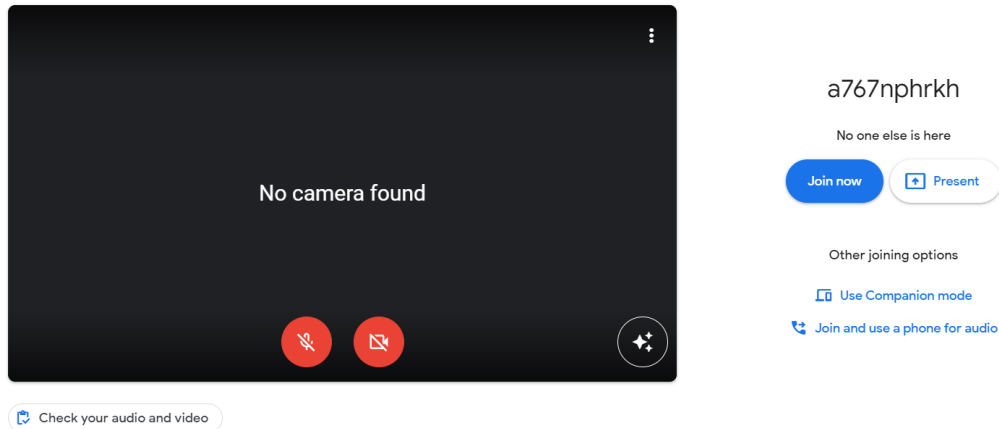 No camera found
Check your audio and video
a767nphrkh
No one else is here
Join now
Present
Other joining options
Use Companion mode
Join and use a phone for audio